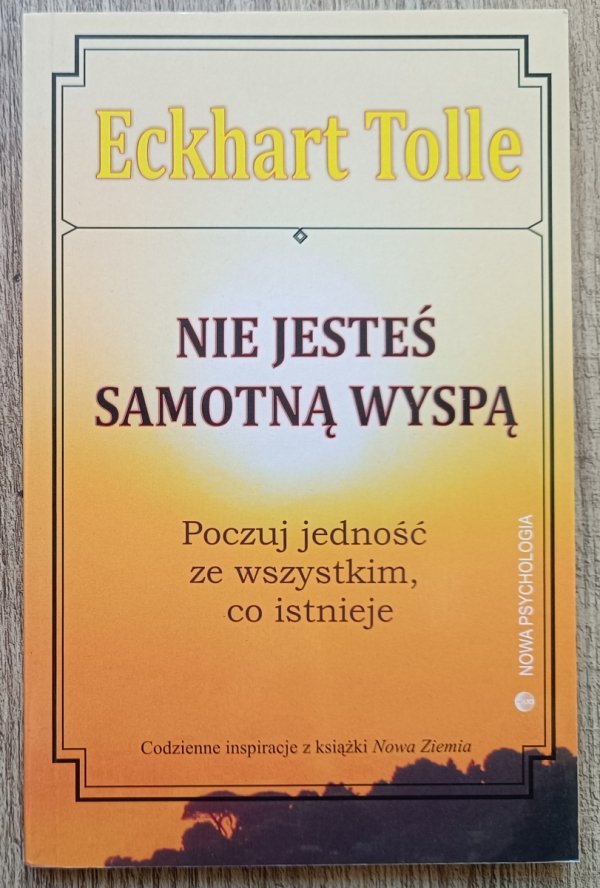 Eckhart Tolle
NIE JESTEŚ
SAMOTNĄ WYSPĄ
Poczuj jedność
ze wszystkim,
co istnieje
NOWA PSYCHOLOGIA
Codzienne inspiracje z książki Nowa Ziemia